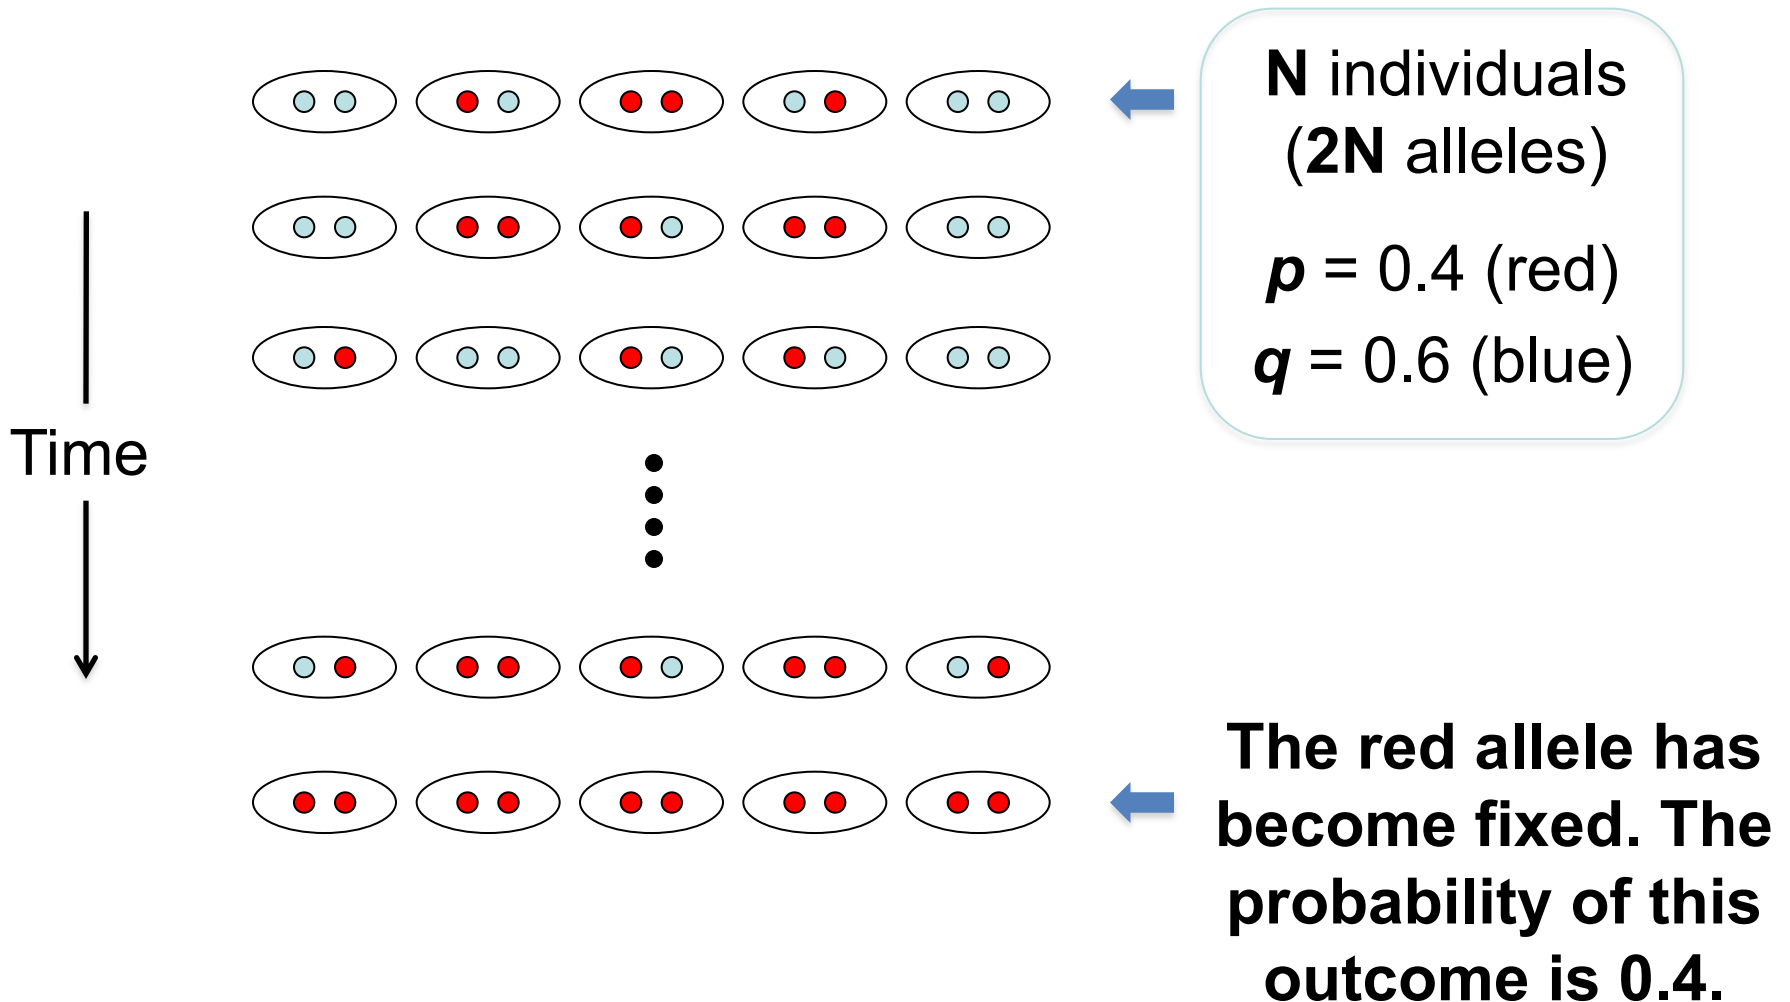 N individuals
(2N alleles)
p = 0.4 (red)
q = 0.6 (blue)
Time
The red allele has
become fixed. The
probability of this
outcome is 0.4.